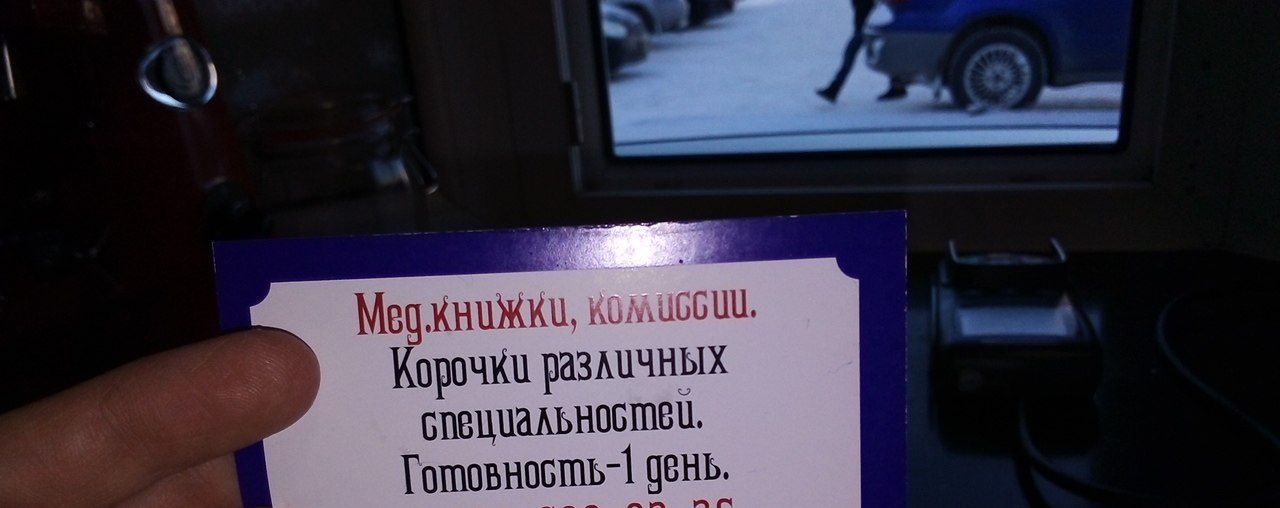 Мед.книжки, комиссии.
Корочки различных
специальностей.
Готовность-1 день.